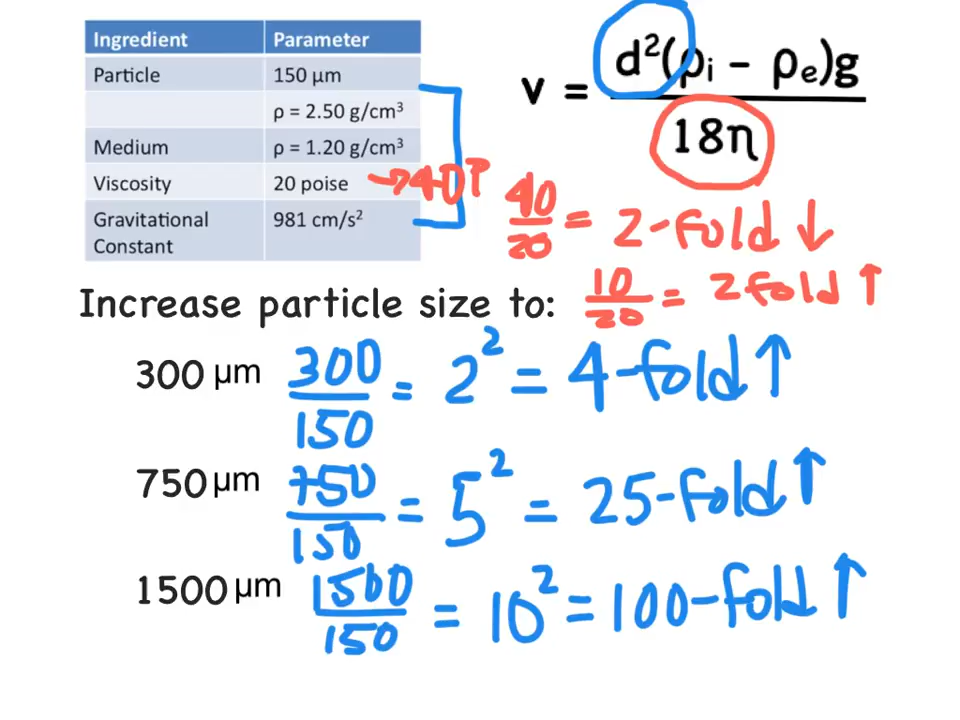 Ingredient Parameter
Particle 150 µm
ρ = 2.50 g/cm³
Medium ρ = 1.20 g/cm³
Viscosity 20 poise → 40 P
Gravitational Constant 981 cm/s²
v = d²(ρi - ρe)g / 18η
40/20 = 2-fold ↓
10/20 = 2fold ↑
Increase particle size to:
300 µm 300/150 = 2² = 4-fold ↑
750 µm 750/150 = 5² = 25-fold ↑
1500 µm 1500/150 = 10² = 100-fold ↑